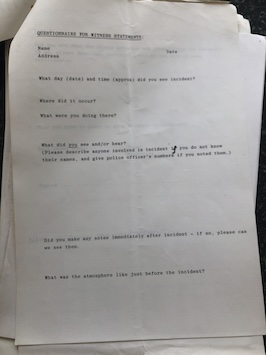 QUESTIONNAIRE FOR WITNESS STATEMENTS:
Name Date
Address
What day (date) and time (approx) did you see incident?
Where did it occur?
What were you doing there?
What did you see and/or hear?
(Please describe anyone involved in incident if you do not know
their names, and give police officer's numbers if you noted them.)
Did you make any notes immediately after incident - if so, please can
we see them.
What was the atmosphere like just before the incident?